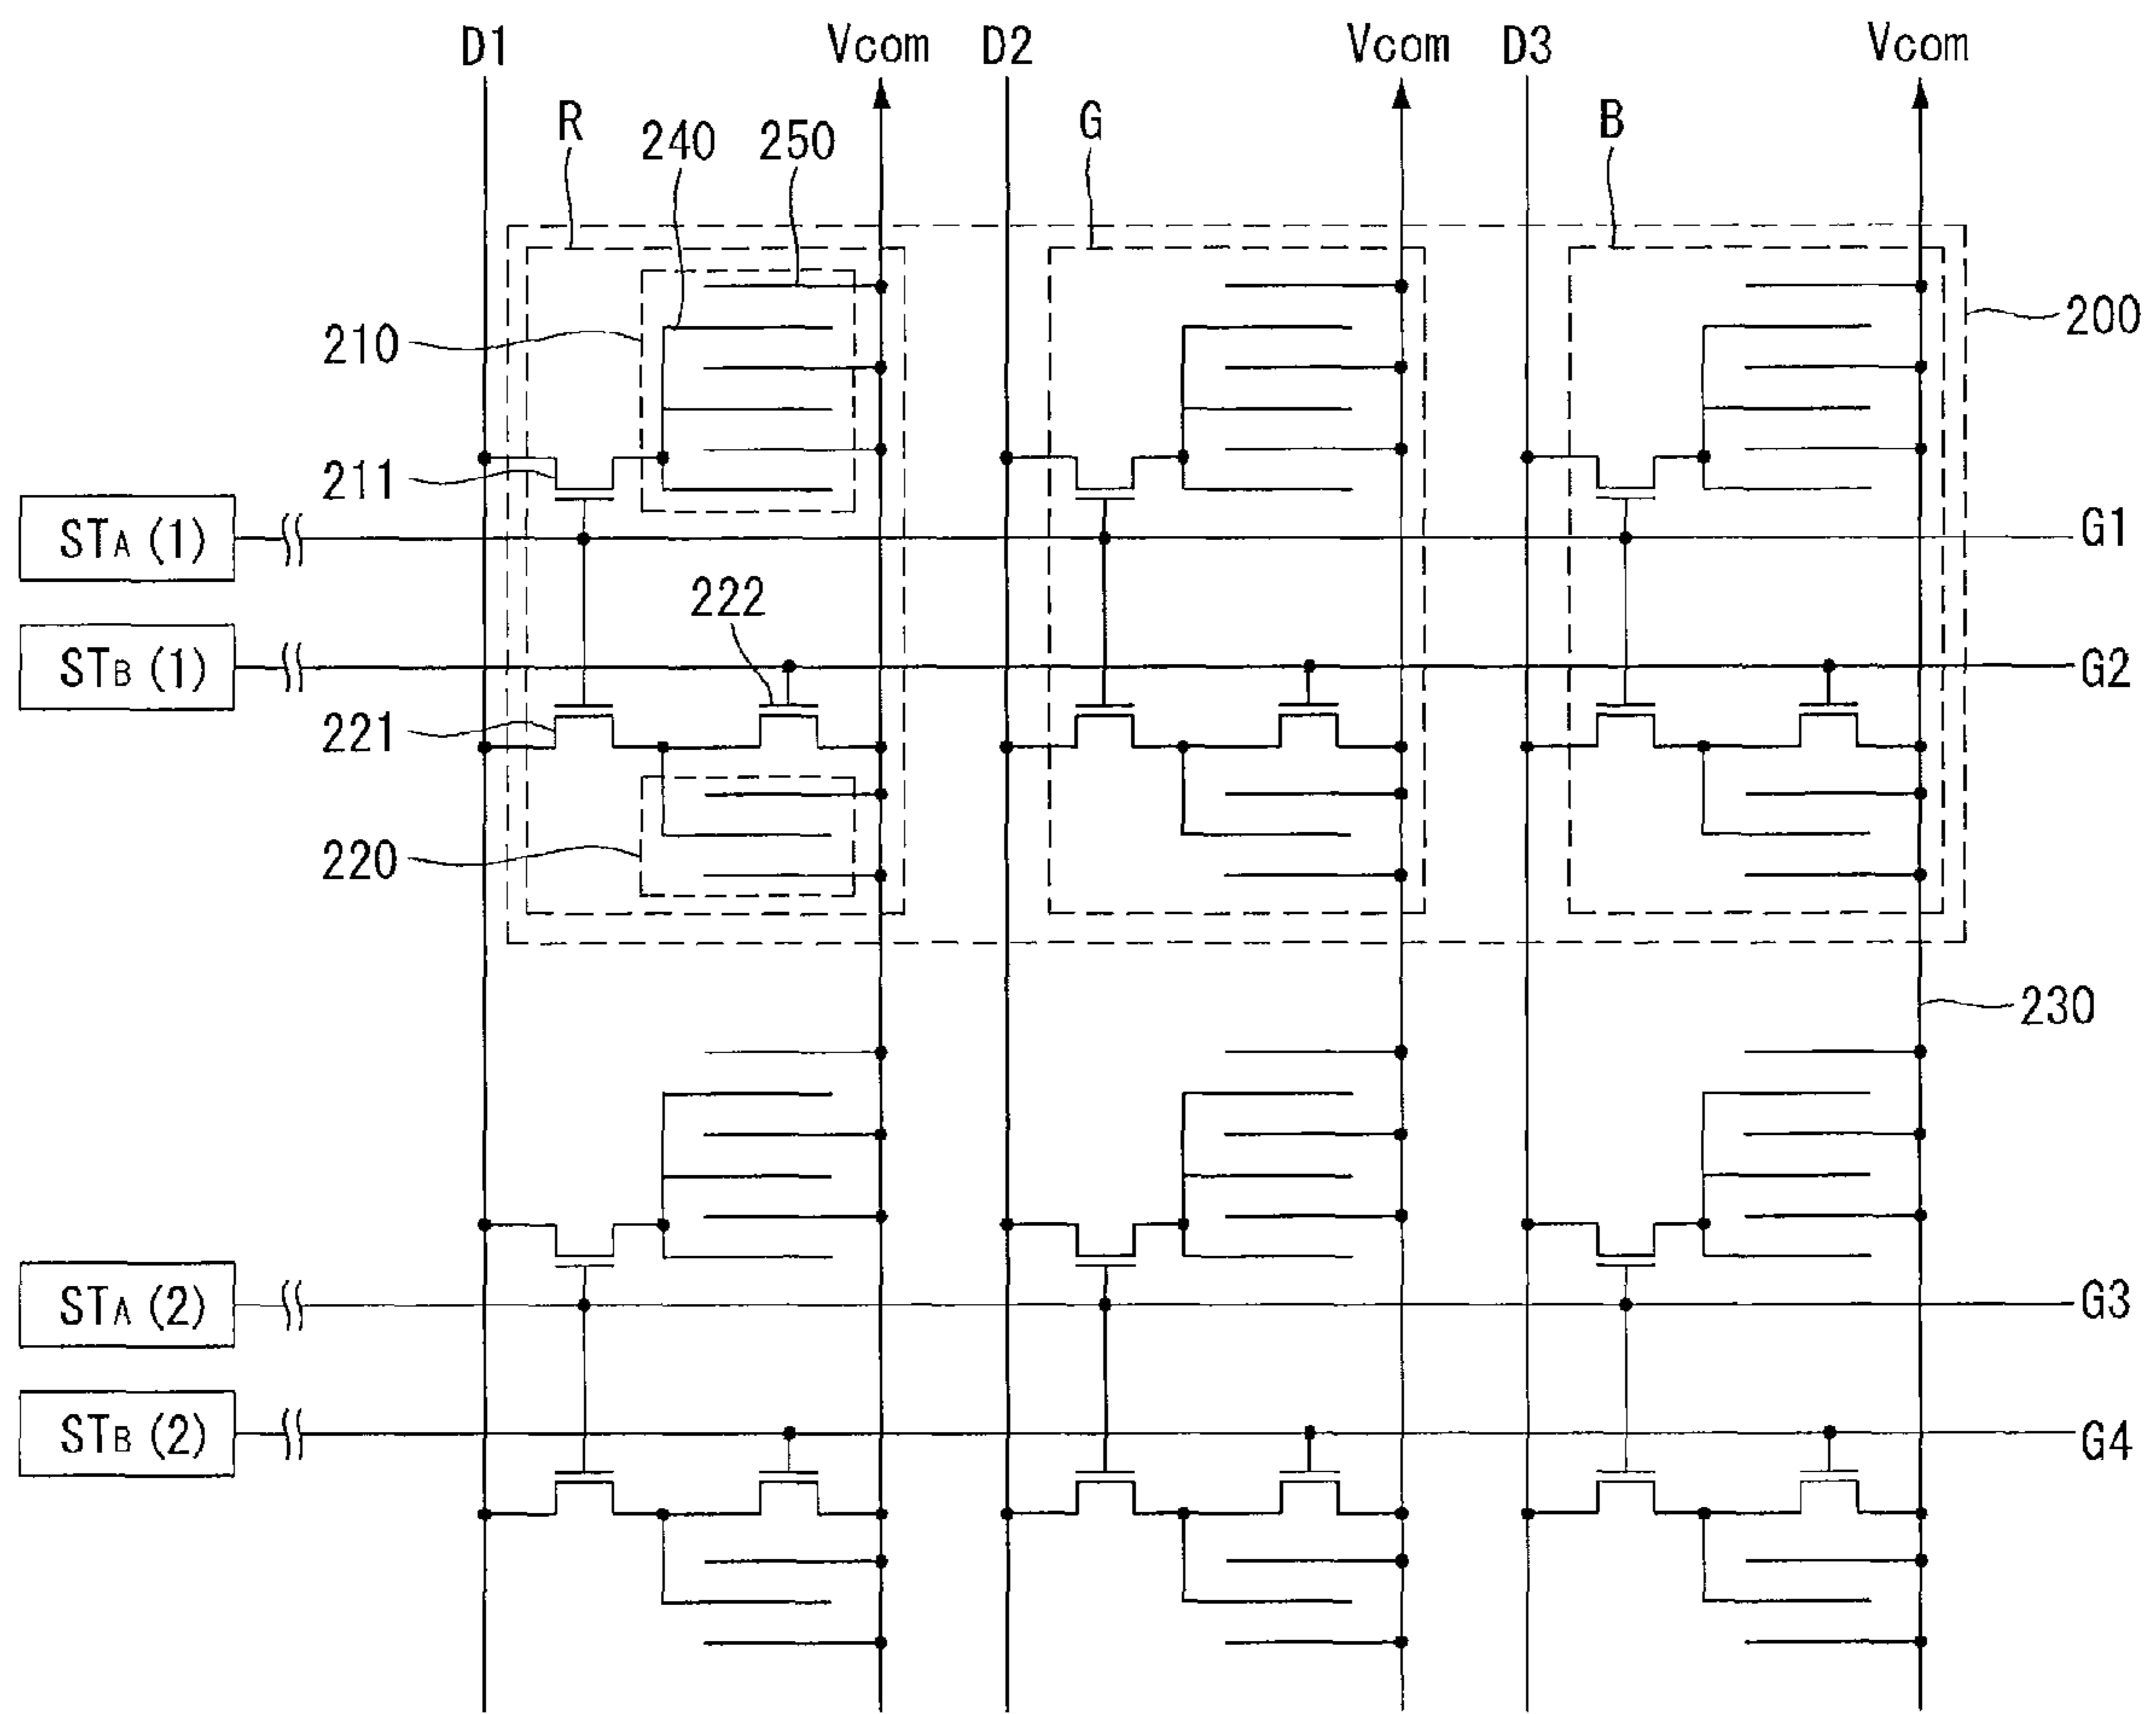 D1 Vcom D2 Vcom D3 Vcom
R 240 250 G B
210 200
211
STA (1) G1
222
STB (1) G2
221
220
230
STA (2) G3
STB (2) G4